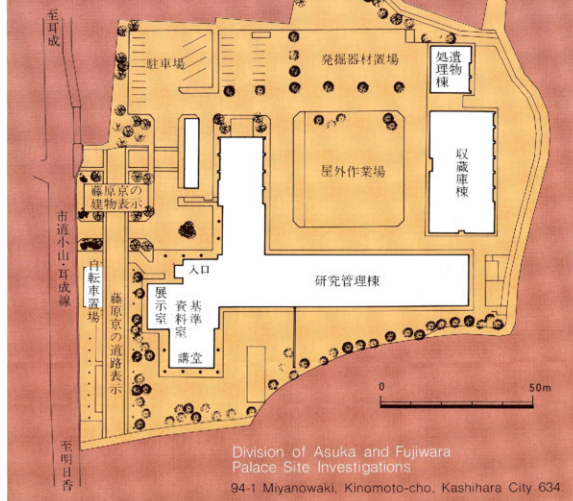 至耳成
駐車場
発掘器材置場
処理棟
遺物
収蔵庫棟
屋外作業場
藤原京の
建物表示
市道小山・耳成線
自転車置場
藤原京の道路表示
入口
展示室
基準
資料室
講堂
研究管理棟
0
50m
至明日香
Division of Asuka and Fujiwara
Palace Site Investigations
94-1 Miyanowaki, Kinomoto-cho, Kashihara City 634